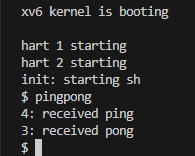 xv6 kernel is booting
hart 1 starting
hart 2 starting
init: starting sh
$ pingpong
4: received ping
3: received pong
$